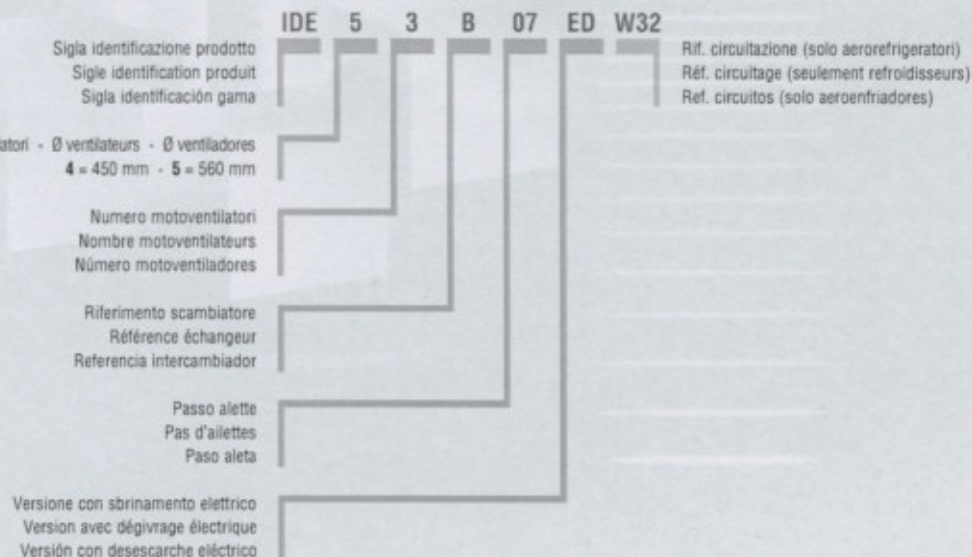 IDE 5 3 B 07 ED W32
Sigla identificazione prodotto
Sigle identification produit
Sigla identificación gama
Rif. circuitazione (solo aerorefrigeratori)
Réf. circuitage (seulement refroidisseurs)
Ref. circuitos (solo aeroenfriadores)
- Ø ventilateurs - Ø ventiladores
4 = 450 mm - 5 = 560 mm
Numero motoventilatori
Nombre motoventilateurs
Número motoventiladores
Riferimento scambiatore
Référence échangeur
Referencia intercambiador
Passo alette
Pas d'ailettes
Paso aleta
Versione con sbrinamento elettrico
Version avec dégivrage électrique
Versión con desescarche eléctrico